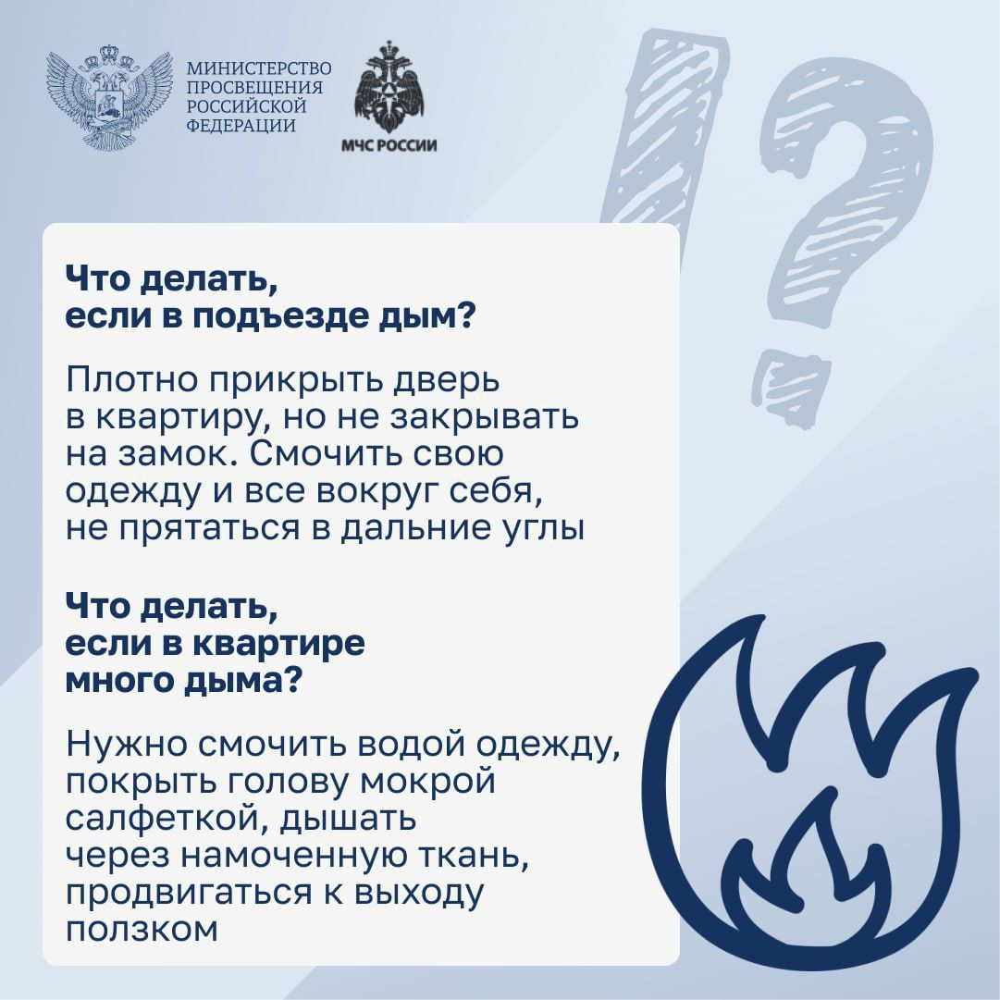 МИНИСТЕРСТВО
ПРОСВЕЩЕНИЯ
РОССИЙСКОЙ
ФЕДЕРАЦИИ
МЧС РОССИИ
!?
Что делать,
если в подъезде дым?
Плотно прикрыть дверь
в квартиру, но не закрывать
на замок. Смочить свою
одежду и все вокруг себя,
не прятаться в дальние углы
Что делать,
если в квартире
много дыма?
Нужно смочить водой одежду,
покрыть голову мокрой
салфеткой, дышать
через намоченную ткань,
продвигаться к выходу
ползком